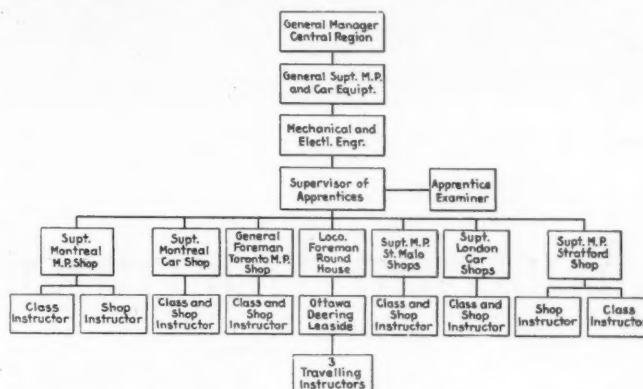 General Manager
Central Region
General Supt. M.P.
and Car Equipt.
Mechanical and
Electl. Engr.
Supervisor of
Apprentices
Apprentice
Examiner
Supt.
Montreal
M.P. Shop
Supt.
Montreal
Car Shop
General
Foreman
Toronto M.P.
Shop
Loco.
Foreman
Round
House
Supt. M.P.
St. Malo
Shops
Supt.
London
Car
Shops
Supt. M.P.
Stratford
Shop
Class
Instructor
Shop
Instructor
Class and
Shop
Instructor
Class and
Shop
Instructor
Ottawa
Deering
Leaside
Class and
Shop
Instructor
Class and
Shop
Instructor
Shop
Instructor
Class
Instructor
3
Travelling
Instructors